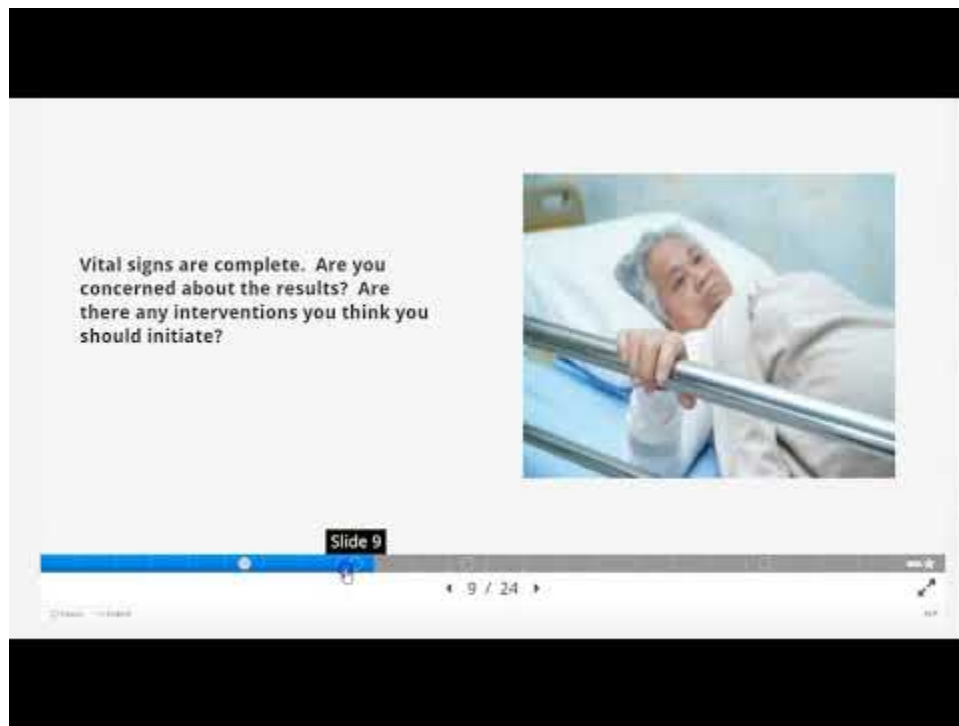 Vital signs are complete.  Are you
concerned about the results?  Are
there any interventions you think you
should initiate?
Slide 9
9 / 24